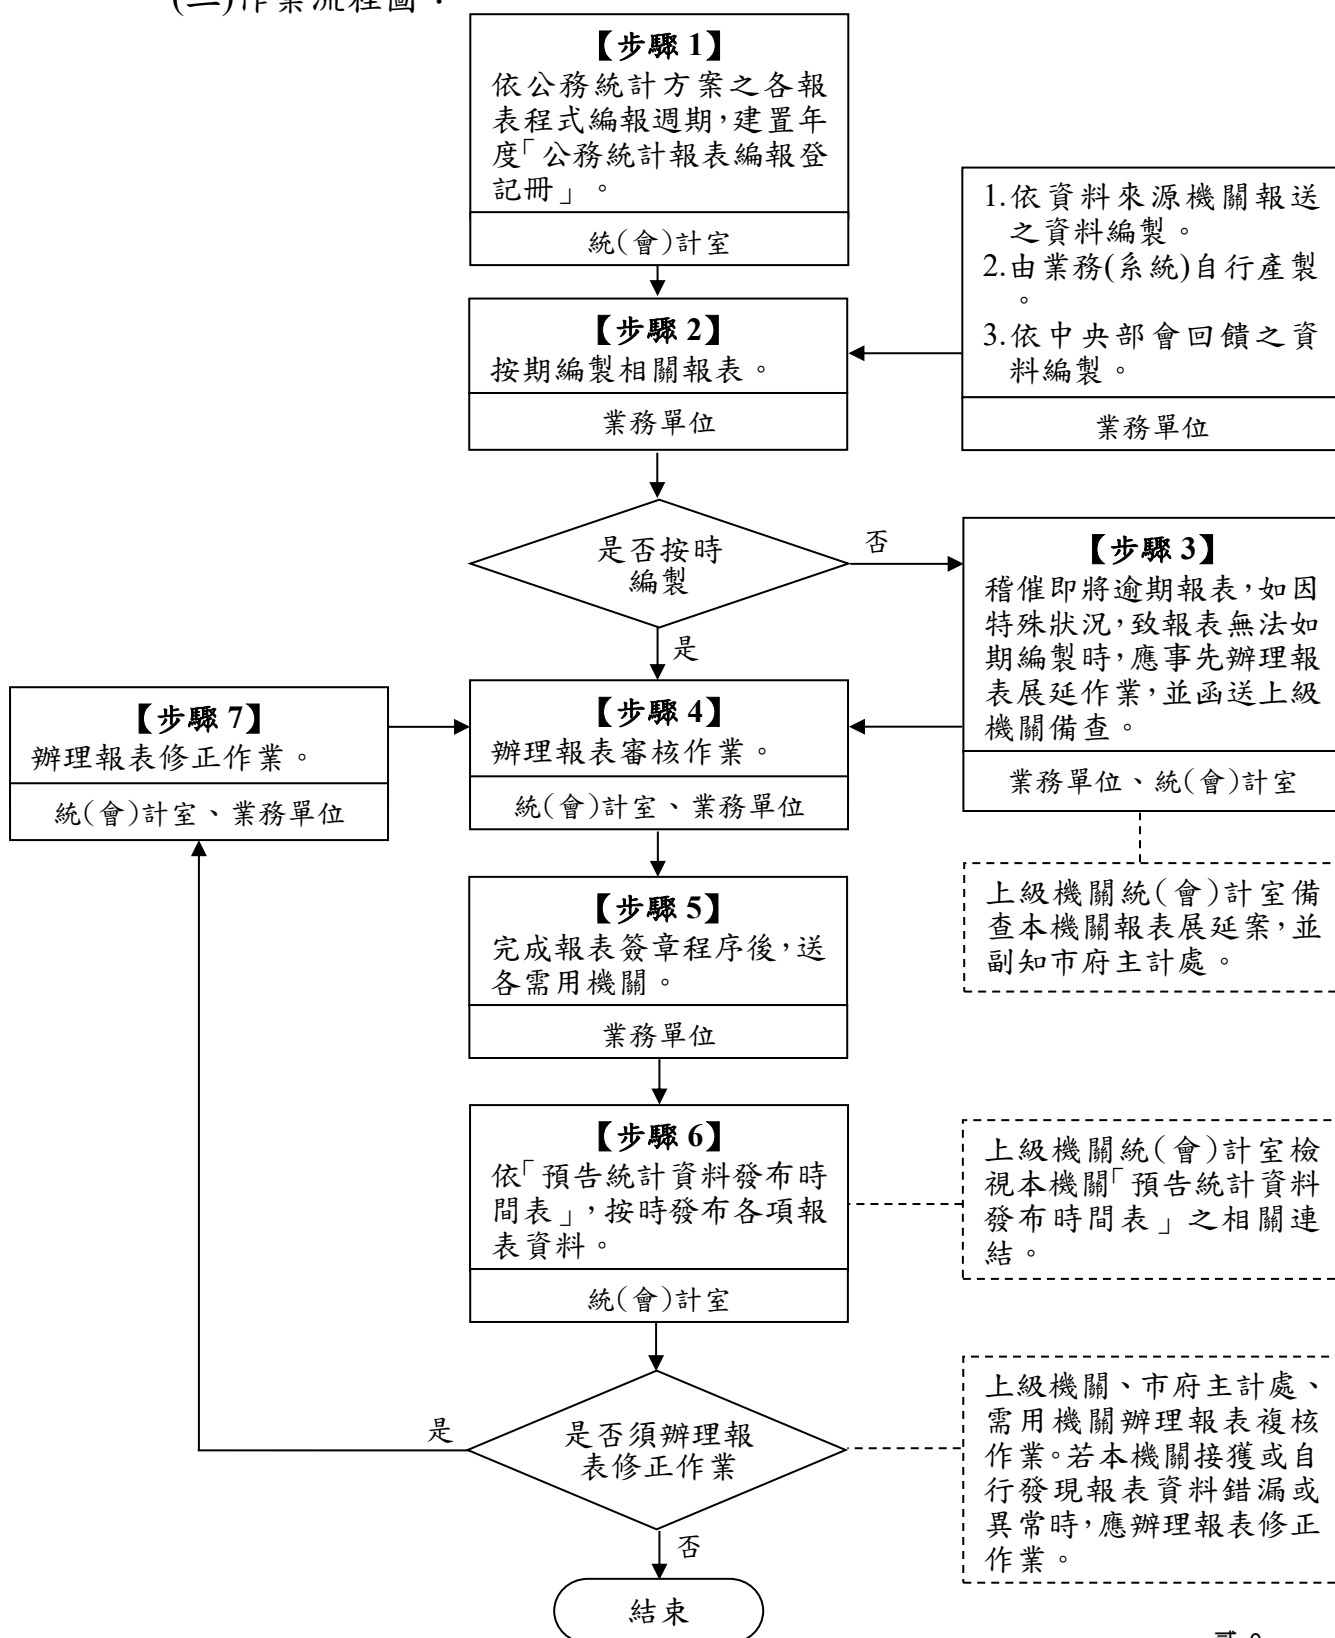 (二)作業流程圖：
【步驟 1】
依公務統計方案之各報
表程式編報週期，建置年
度「公務統計報表編報登
記冊」。
統(會)計室
1.依資料來源機關報送
之資料編製。
2.由業務(系統)自行產製
。
3.依中央部會回饋之資
料編製。
業務單位
【步驟 2】
按期編製相關報表。
業務單位
是否按時
編製
否
是
【步驟 3】
稽催即將逾期報表，如因
特殊狀況，致報表無法如
期編製時，應事先辦理報
表展延作業，並函送上級
機關備查。
業務單位、統(會)計室
上級機關統(會)計室備
查本機關報表展延案，並
副知市府主計處。
【步驟 7】
辦理報表修正作業。
統(會)計室、業務單位
【步驟 4】
辦理報表審核作業。
統(會)計室、業務單位
【步驟 5】
完成報表簽章程序後，送
各需用機關。
業務單位
【步驟 6】
依「預告統計資料發布時
間表」，按時發布各項報
表資料。
統(會)計室
上級機關統(會)計室檢
視本機關「預告統計資料
發布時間表」之相關連
結。
是
是否須辦理報
表修正作業
否
上級機關、市府主計處、
需用機關辦理報表複核
作業。若本機關接獲或自
行發現報表資料錯漏或
異常時，應辦理報表修正
作業。
結束